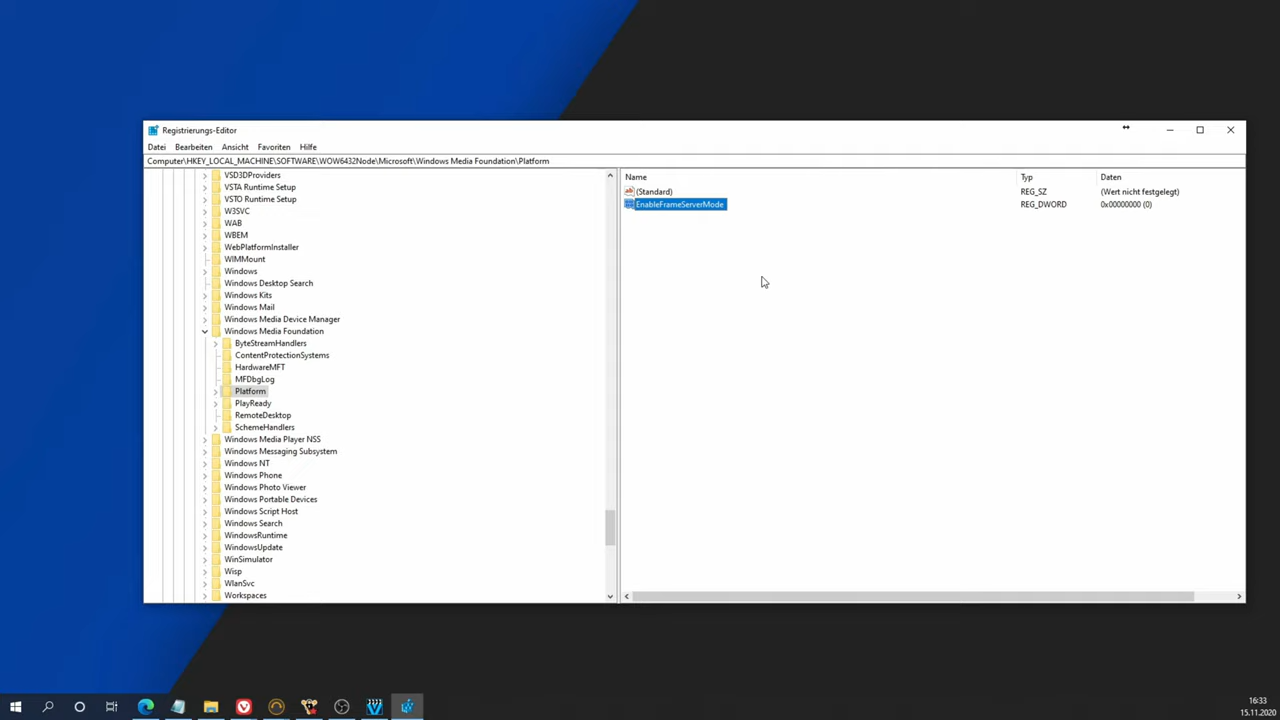 Registrierungs-Editor
Datei Bearbeiten Ansicht Favoriten Hilfe
Computer\HKEY_LOCAL_MACHINE\SOFTWARE\WOW6432Node\Microsoft\Windows Media Foundation\Platform
VSD3DProviders
VSTA Runtime Setup
VSTO Runtime Setup
W3SVC
WAB
WBEM
WebPlatformInstaller
WIMMount
Windows
Windows Desktop Search
Windows Kits
Windows Mail
Windows Media Device Manager
Windows Media Foundation
ByteStreamHandlers
ContentProtectionSystems
HardwareMFT
MFDbgLog
Platform
PlayReady
RemoteDesktop
SchemeHandlers
Windows Media Player NSS
Windows Messaging Subsystem
Windows NT
Windows Phone
Windows Photo Viewer
Windows Portable Devices
Windows Script Host
Windows Search
WindowsRuntime
WindowsUpdate
WinSimulator
Wisp
WlanSvc
Workspaces
Name Typ Daten
(Standard) REG_SZ (Wert nicht festgelegt)
EnableFrameServerMode REG_DWORD 0x00000000 (0)
16:33
15.11.2020